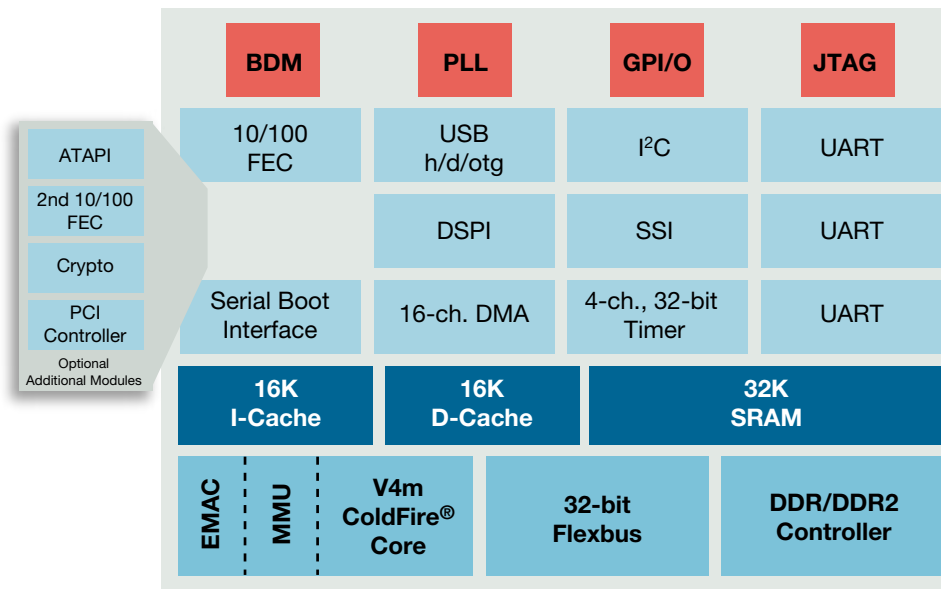 BDM
PLL
GPI/O
JTAG
10/100
FEC
USB
h/d/otg
I²C
UART
DSPI
SSI
UART
Serial Boot
Interface
16-ch. DMA
4-ch., 32-bit
Timer
UART
ATAPI
2nd 10/100
FEC
Crypto
PCI
Controller
Optional
Additional Modules
16K
I-Cache
16K
D-Cache
32K
SRAM
EMAC
MMU
V4m
ColdFire®
Core
32-bit
Flexbus
DDR/DDR2
Controller